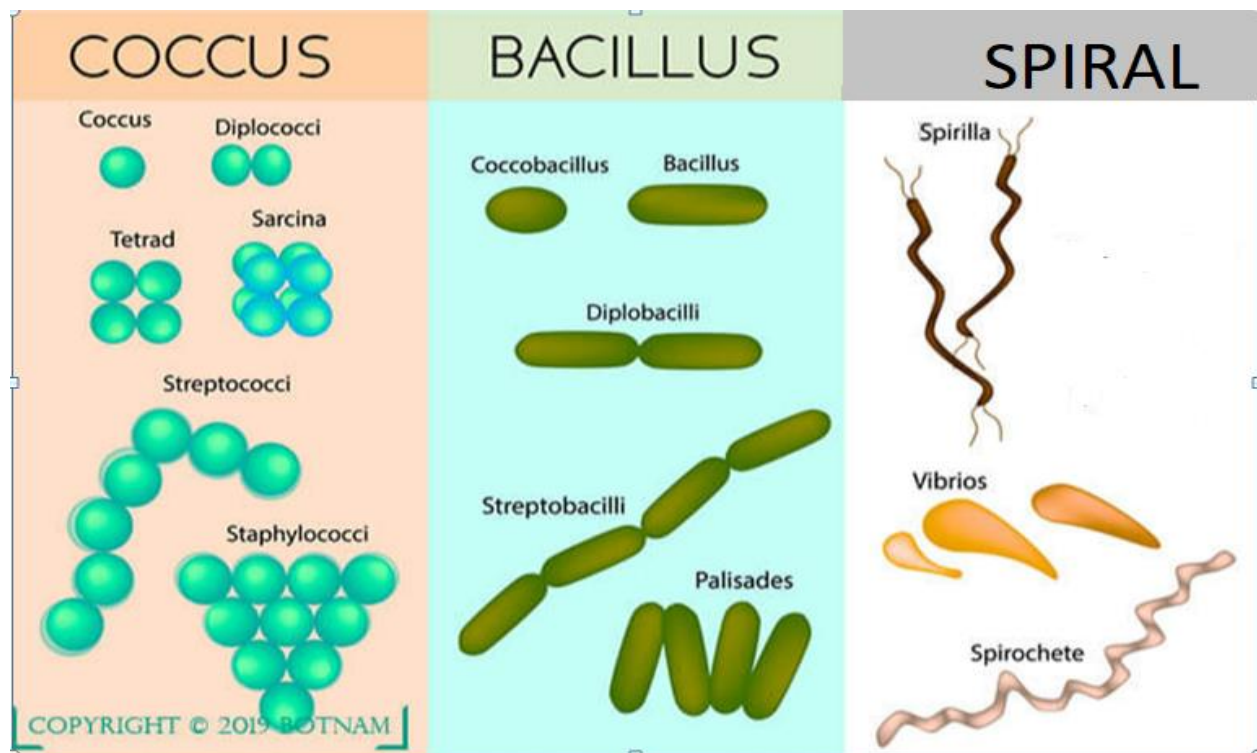 COCCUS
BACILLUS
SPIRAL
Coccus
Diplococci
Tetrad
Sarcina
Streptococci
Staphylococci
COPYRIGHT © 2019 BOTNAM
Coccobacillus
Bacillus
Diplobacilli
Streptobacilli
Palisades
Spirilla
Vibrios
Spirochete